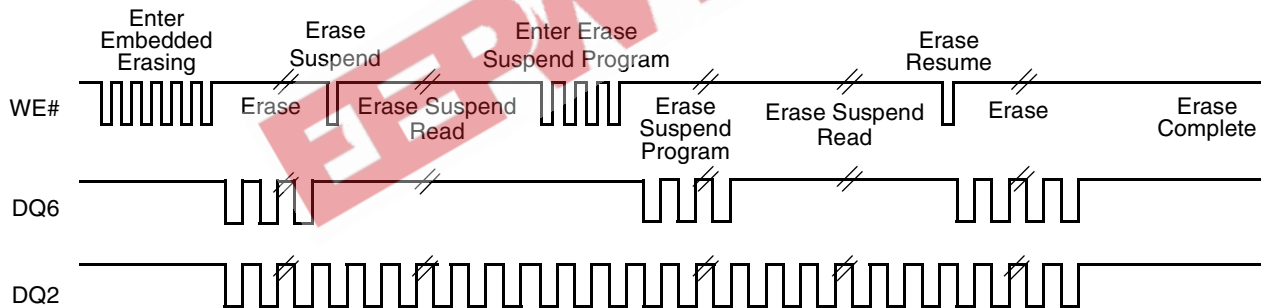 Enter
Embedded
Erasing
Erase
Suspend
Enter Erase
Suspend Program
Erase
Resume
WE#
Erase
Erase Suspend
Read
Erase
Suspend
Program
Erase Suspend
Read
Erase
Erase
Complete
DQ6
DQ2